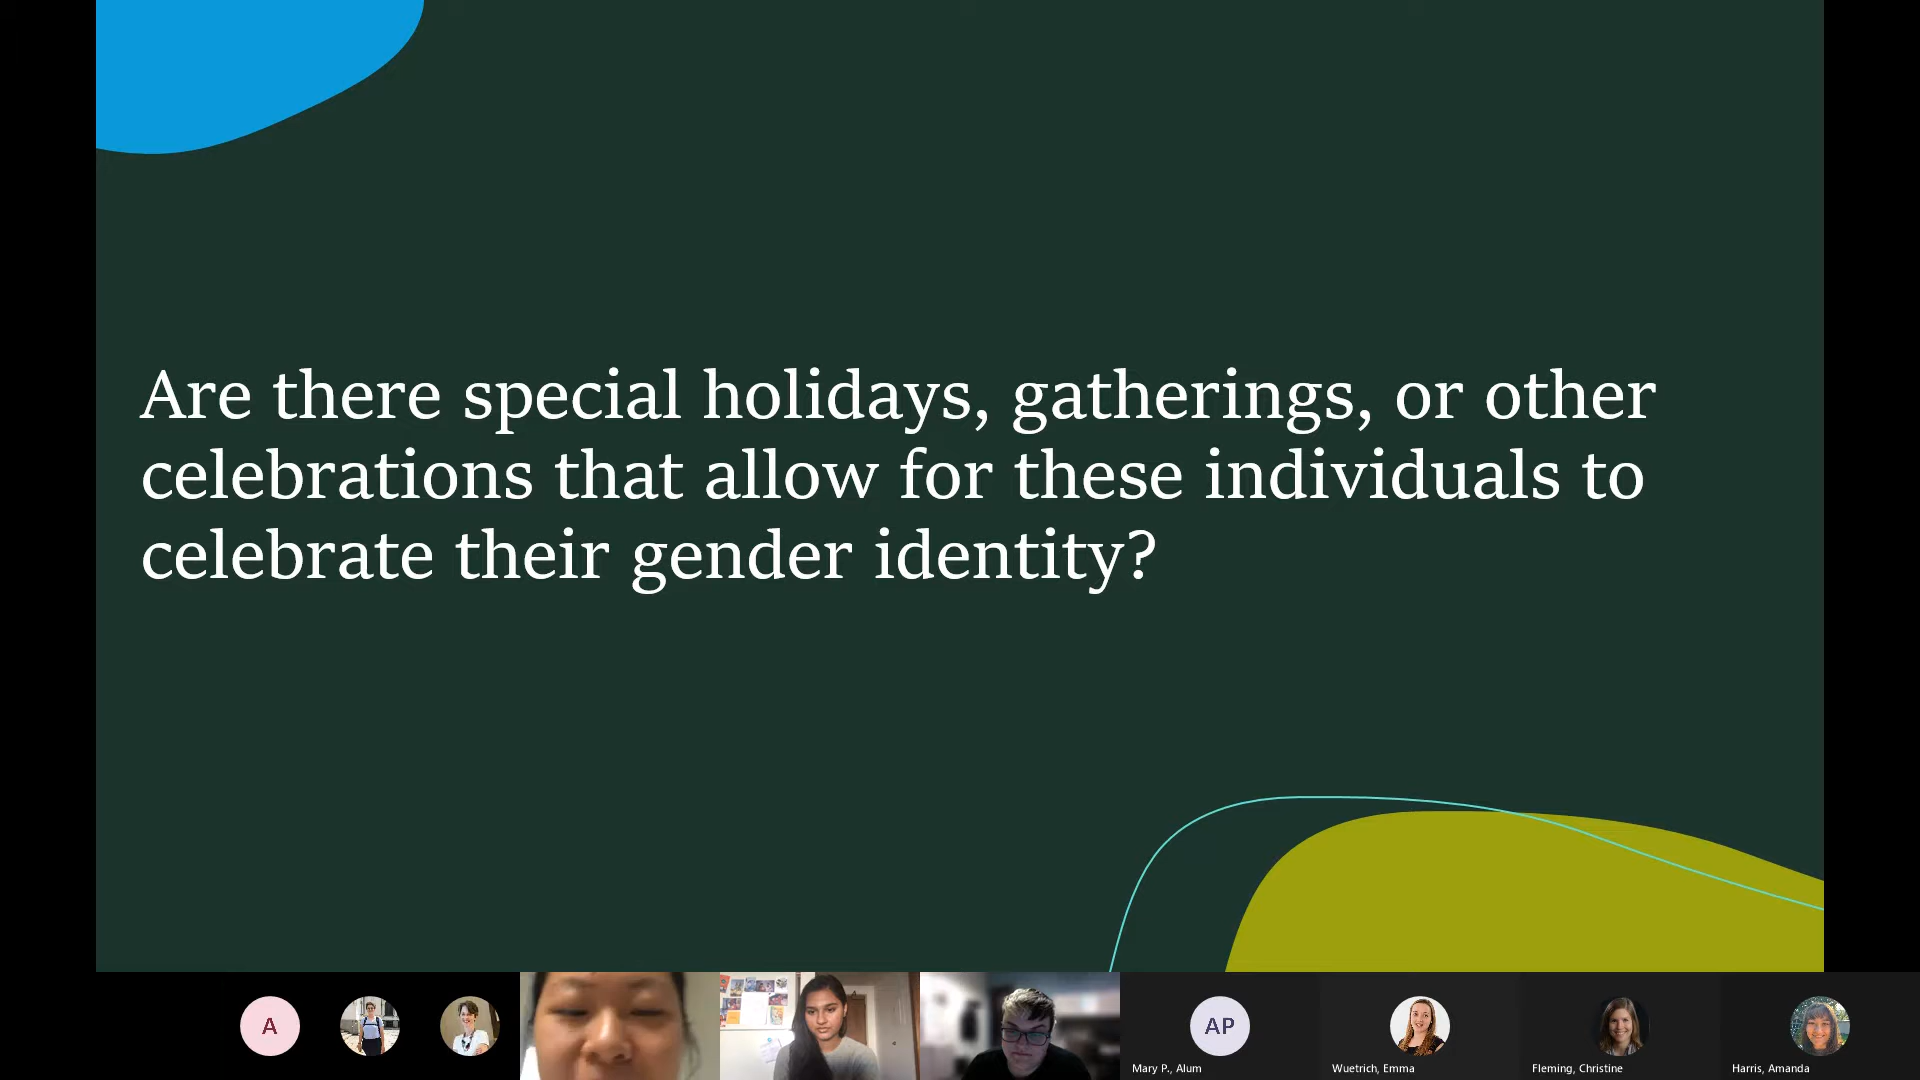 Are there special holidays, gatherings, or other
celebrations that allow for these individuals to
celebrate their gender identity?
A
AP
Mary P., Alum
Wuetrich, Emma
Fleming, Christine
Harris, Amanda